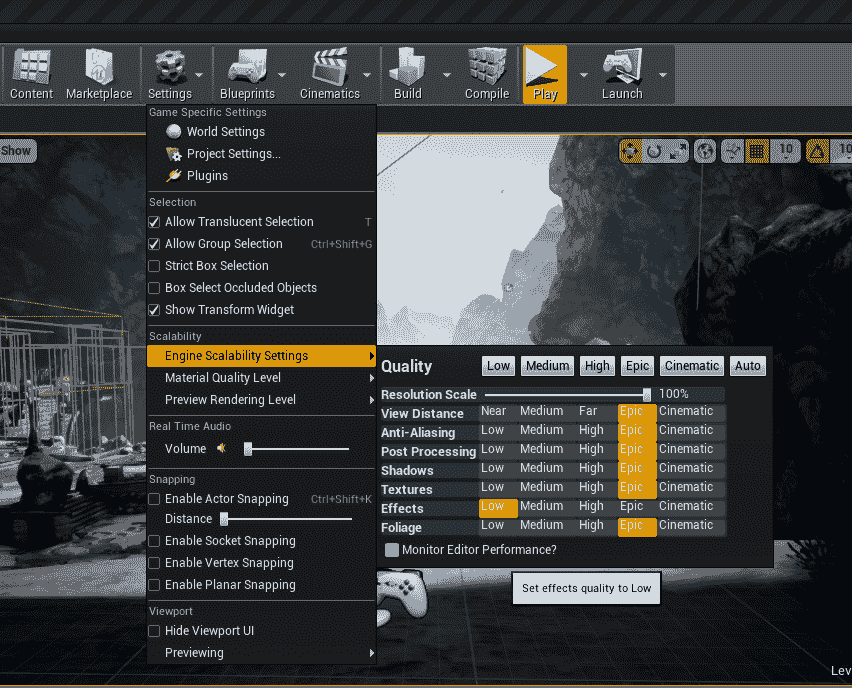 Content Marketplace Settings Blueprints Cinematics Build Compile Play Launch
Show
10
10
Game Specific Settings
World Settings
Project Settings...
Plugins
Selection
Allow Translucent Selection T
Allow Group Selection Ctrl+Shift+G
Strict Box Selection
Box Select Occluded Objects
Show Transform Widget
Scalability
Engine Scalability Settings
Material Quality Level
Preview Rendering Level
Real Time Audio
Volume
Snapping
Enable Actor Snapping Ctrl+Shift+K
Distance
Enable Socket Snapping
Enable Vertex Snapping
Enable Planar Snapping
Viewport
Hide Viewport UI
Previewing
Quality Low Medium High Epic Cinematic Auto
Resolution Scale 100%
View Distance Near Medium Far Epic Cinematic
Anti-Aliasing Low Medium High Epic Cinematic
Post Processing Low Medium High Epic Cinematic
Shadows Low Medium High Epic Cinematic
Textures Low Medium High Epic Cinematic
Effects Low Medium High Epic Cinematic
Foliage Low Medium High Epic Cinematic
Monitor Editor Performance?
Set effects quality to Low
Lev